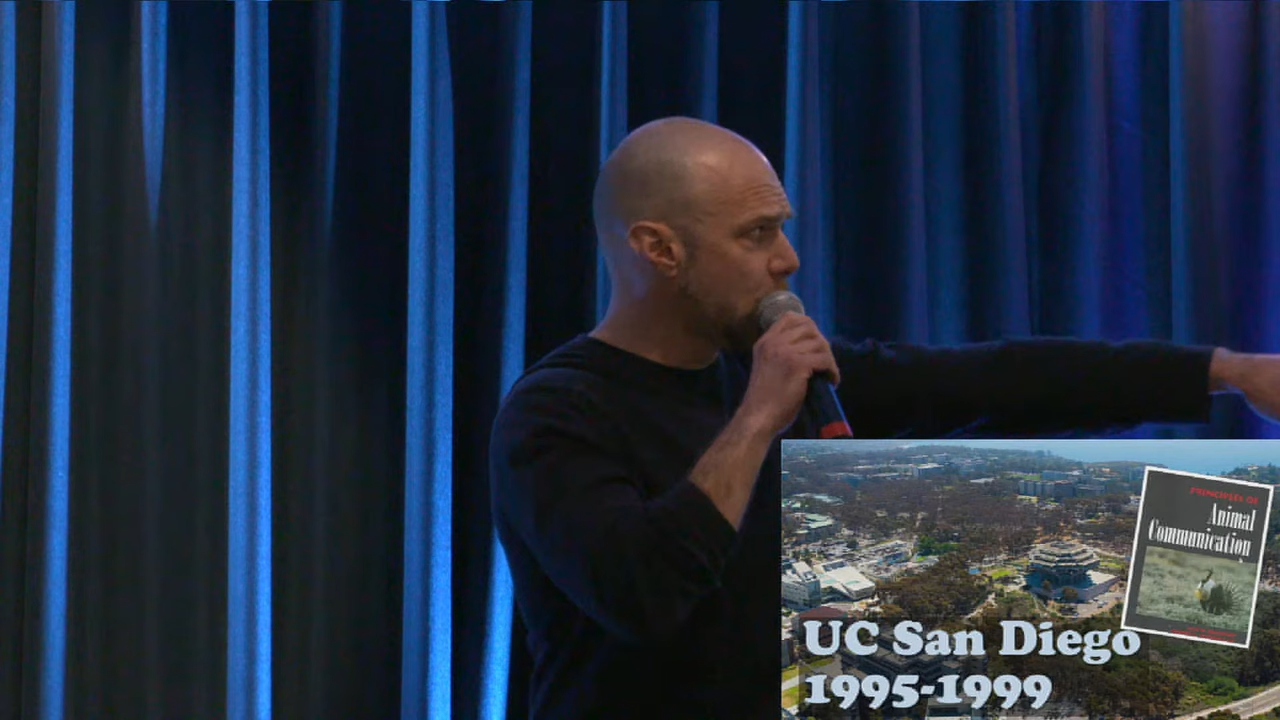 PRINCIPLES OF
Animal
Communication
UC San Diego
1995-1999